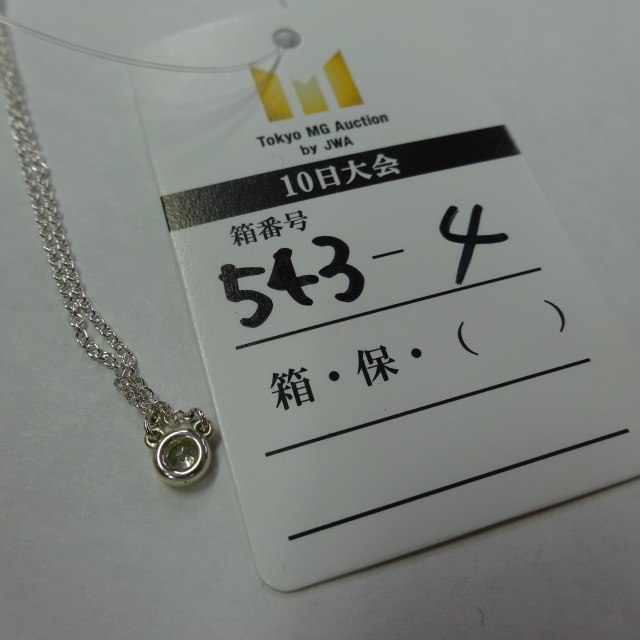 Tokyo MG Auction
by JWA
10日大会
箱番号
543-4
箱・保・(　　)